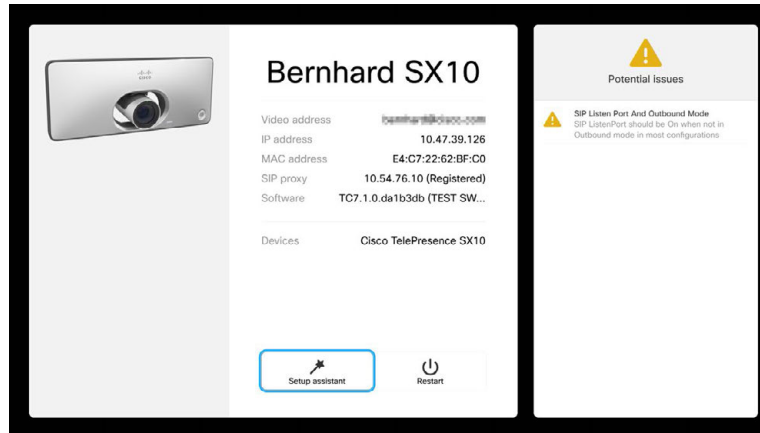 Bernhard SX10
Video address
IP address 10.47.39.126
MAC address E4:C7:22:62:BF:C0
SIP proxy 10.54.76.10 (Registered)
Software TC7.1.0.da1b3db (TEST SW...
Devices Cisco TelePresence SX10
Setup assistant
Restart
Potential issues
SIP Listen Port And Outbound Mode
SIP ListenPort should be On when not in
Outbound mode in most configurations